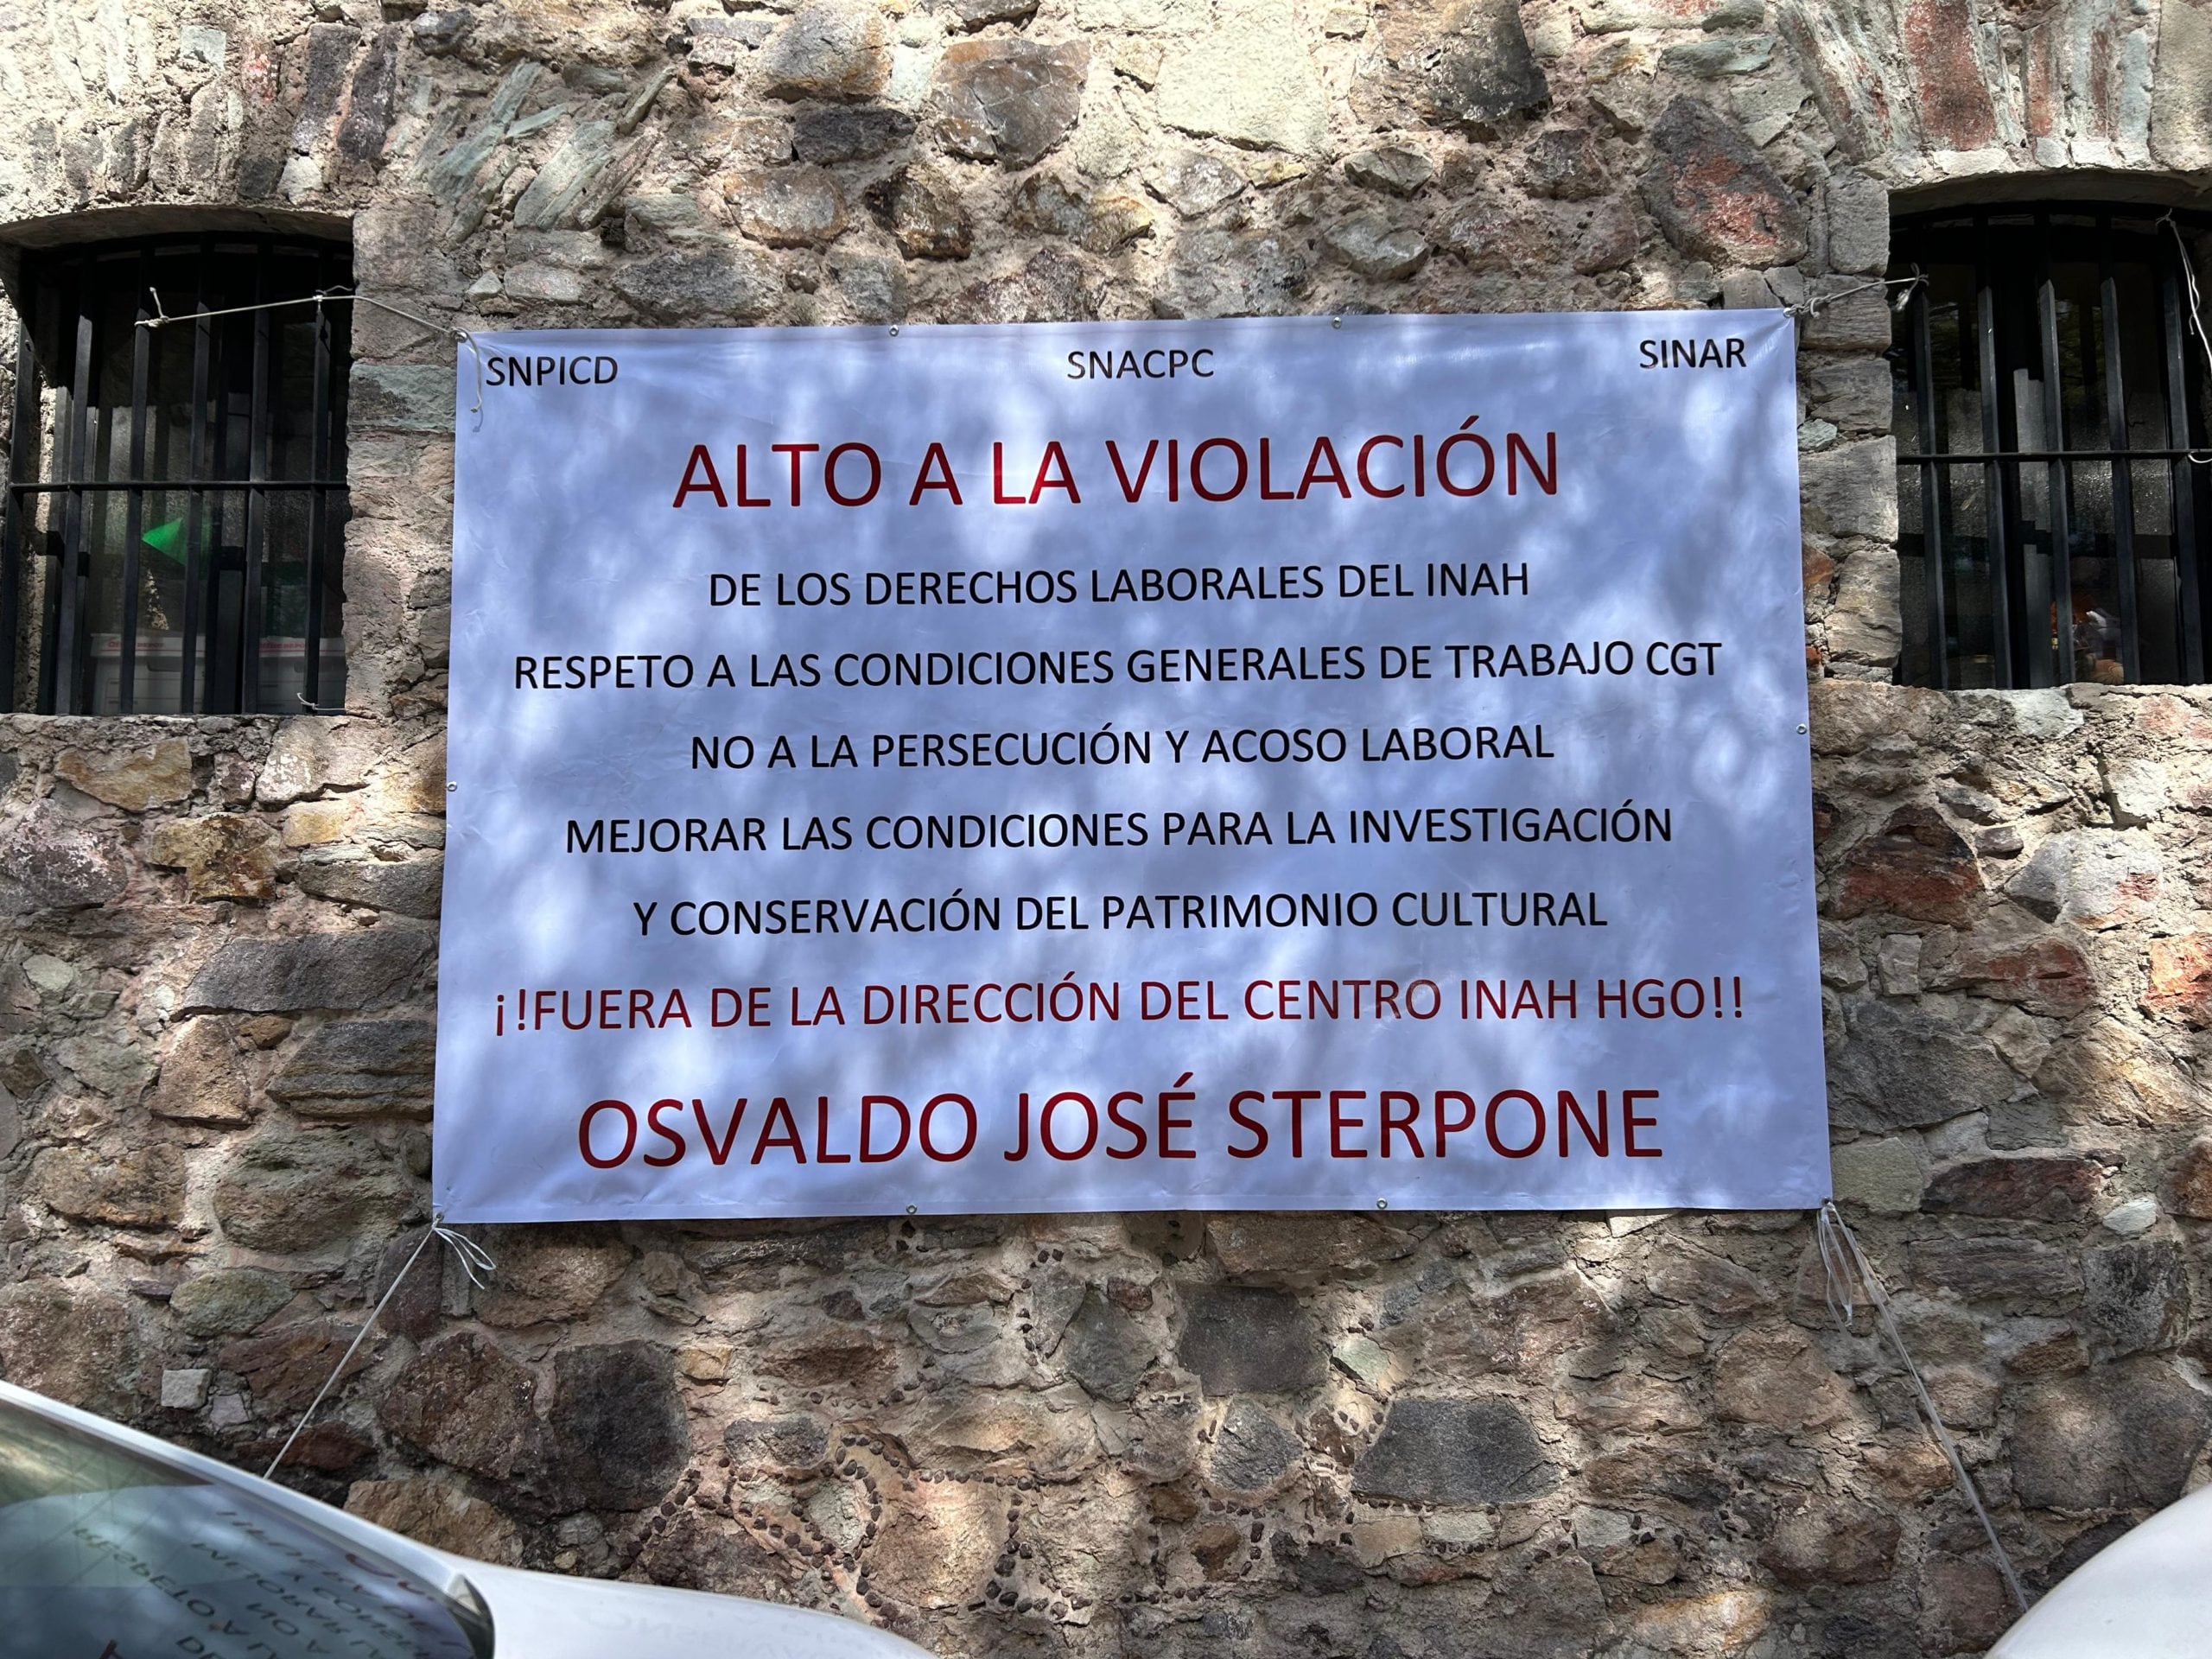 SNPICD SNACPC SINAR
ALTO A LA VIOLACIÓN
DE LOS DERECHOS LABORALES DEL INAH
RESPETO A LAS CONDICIONES GENERALES DE TRABAJO CGT
NO A LA PERSECUCIÓN Y ACOSO LABORAL
MEJORAR LAS CONDICIONES PARA LA INVESTIGACIÓN
Y CONSERVACIÓN DEL PATRIMONIO CULTURAL
¡!FUERA DE LA DIRECCIÓN DEL CENTRO INAH HGO!!
OSVALDO JOSÉ STERPONE